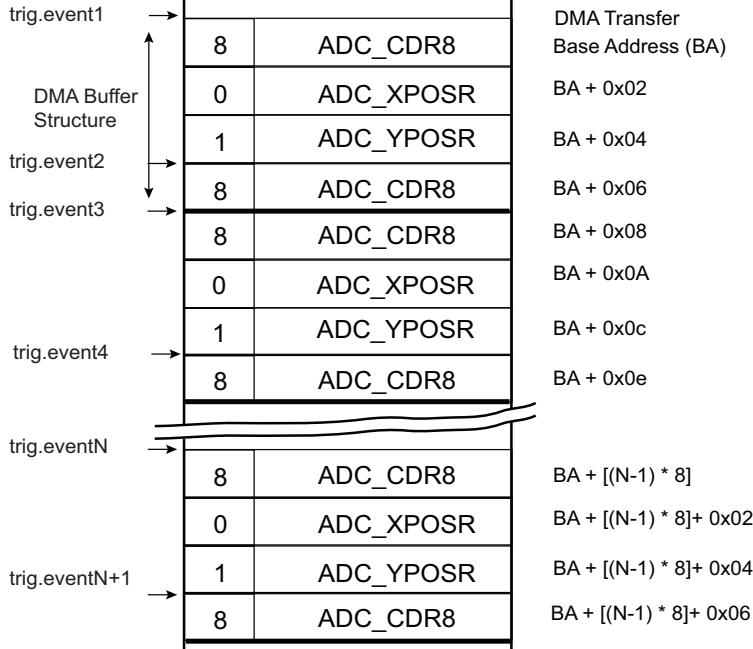 trig.event1
DMA Transfer
8 ADC_CDR8 Base Address (BA)
DMA Buffer
Structure
0 ADC_XPOSR BA + 0x02
1 ADC_YPOSR BA + 0x04
trig.event2
8 ADC_CDR8 BA + 0x06
trig.event3
8 ADC_CDR8 BA + 0x08
0 ADC_XPOSR BA + 0x0A
1 ADC_YPOSR BA + 0x0c
trig.event4
8 ADC_CDR8 BA + 0x0e
trig.eventN
8 ADC_CDR8 BA + [(N-1) * 8]
0 ADC_XPOSR BA + [(N-1) * 8]+ 0x02
1 ADC_YPOSR BA + [(N-1) * 8]+ 0x04
trig.eventN+1
8 ADC_CDR8 BA + [(N-1) * 8]+ 0x06